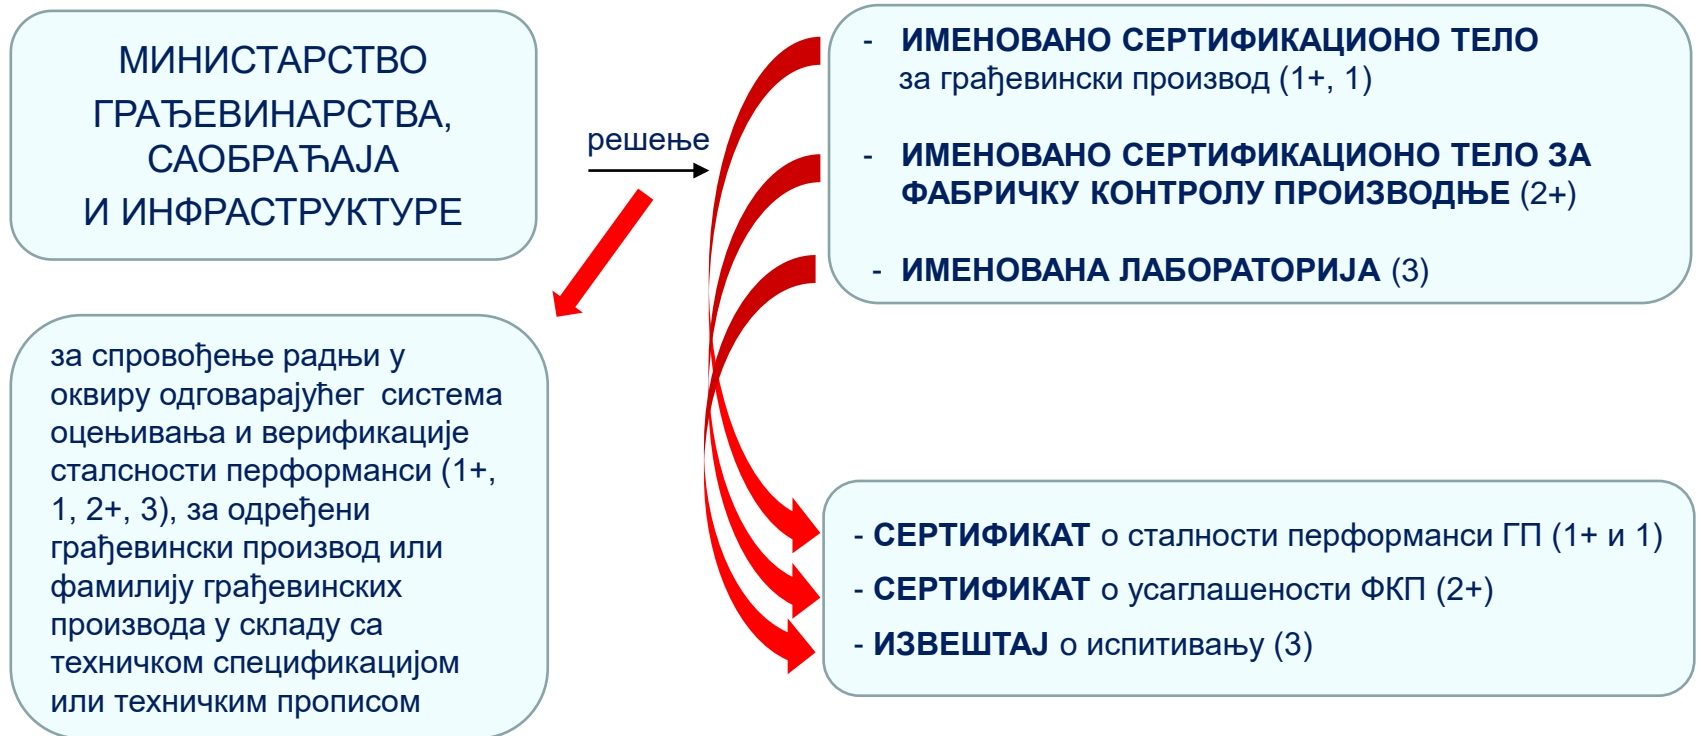 МИНИСТАРСТВО
ГРАЂЕВИНАРСТВА,
САОБРАЋАЈА
И ИНФРАСТРУКТУРЕ
решење
- ИМЕНОВАНО СЕРТИФИКАЦИОНО ТЕЛО
за грађевински производ (1+, 1)
- ИМЕНОВАНО СЕРТИФИКАЦИОНО ТЕЛО ЗА
ФАБРИЧКУ КОНТРОЛУ ПРОИЗВОДЊЕ (2+)
- ИМЕНОВАНА ЛАБОРАТОРИЈА (3)
за спровођење радњи у
оквиру одговарајућег система
оцењивања и верификације
сталсности перформанси (1+,
1, 2+, 3), за одређени
грађевински производ или
фамилију грађевинских
производа у складу са
техничком спецификацијом
или техничким прописом
- СЕРТИФИКАТ о сталности перформанси ГП (1+ и 1)
- СЕРТИФИКАТ о усаглашености ФКП (2+)
- ИЗВЕШТАЈ о испитивању (3)